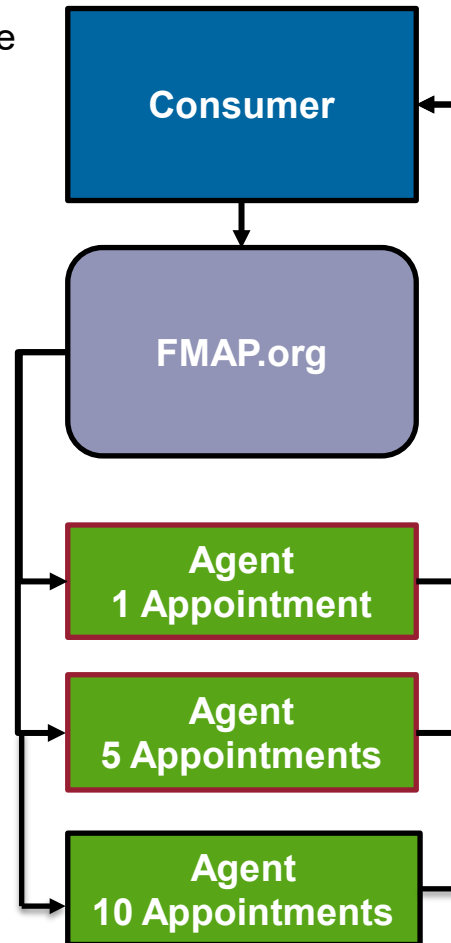 e
Consumer
FMAP.org
Agent
1 Appointment
Agent
5 Appointments
Agent
10 Appointments